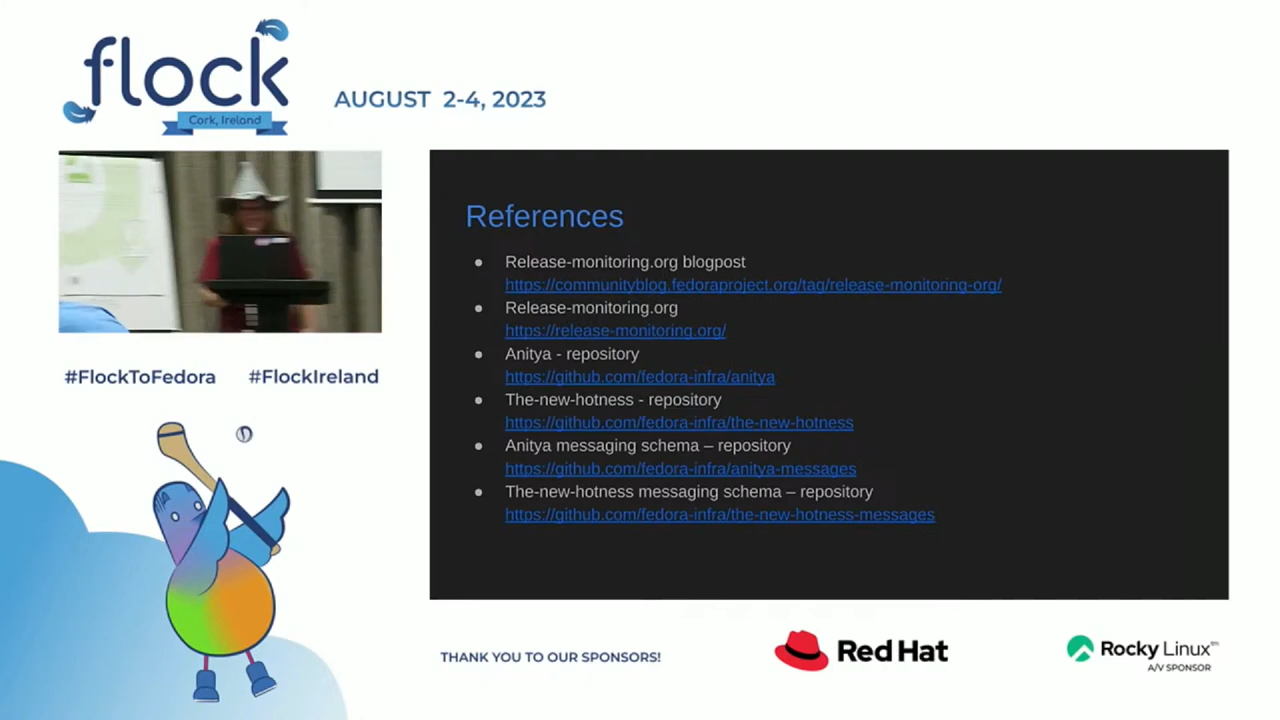 flock
Cork, Ireland
AUGUST 2-4, 2023
References
Release-monitoring.org blogpost
https://communityblog.fedoraproject.org/tag/release-monitoring-org/
Release-monitoring.org
https://release-monitoring.org/
Anitya - repository
https://github.com/fedora-infra/anitya
The-new-hotness - repository
https://github.com/fedora-infra/the-new-hotness
Anitya messaging schema – repository
https://github.com/fedora-infra/anitya-messages
The-new-hotness messaging schema – repository
https://github.com/fedora-infra/the-new-hotness-messages
#FlockToFedora #FlockIreland
THANK YOU TO OUR SPONSORS!
Red Hat
Rocky Linux™
A/V SPONSOR